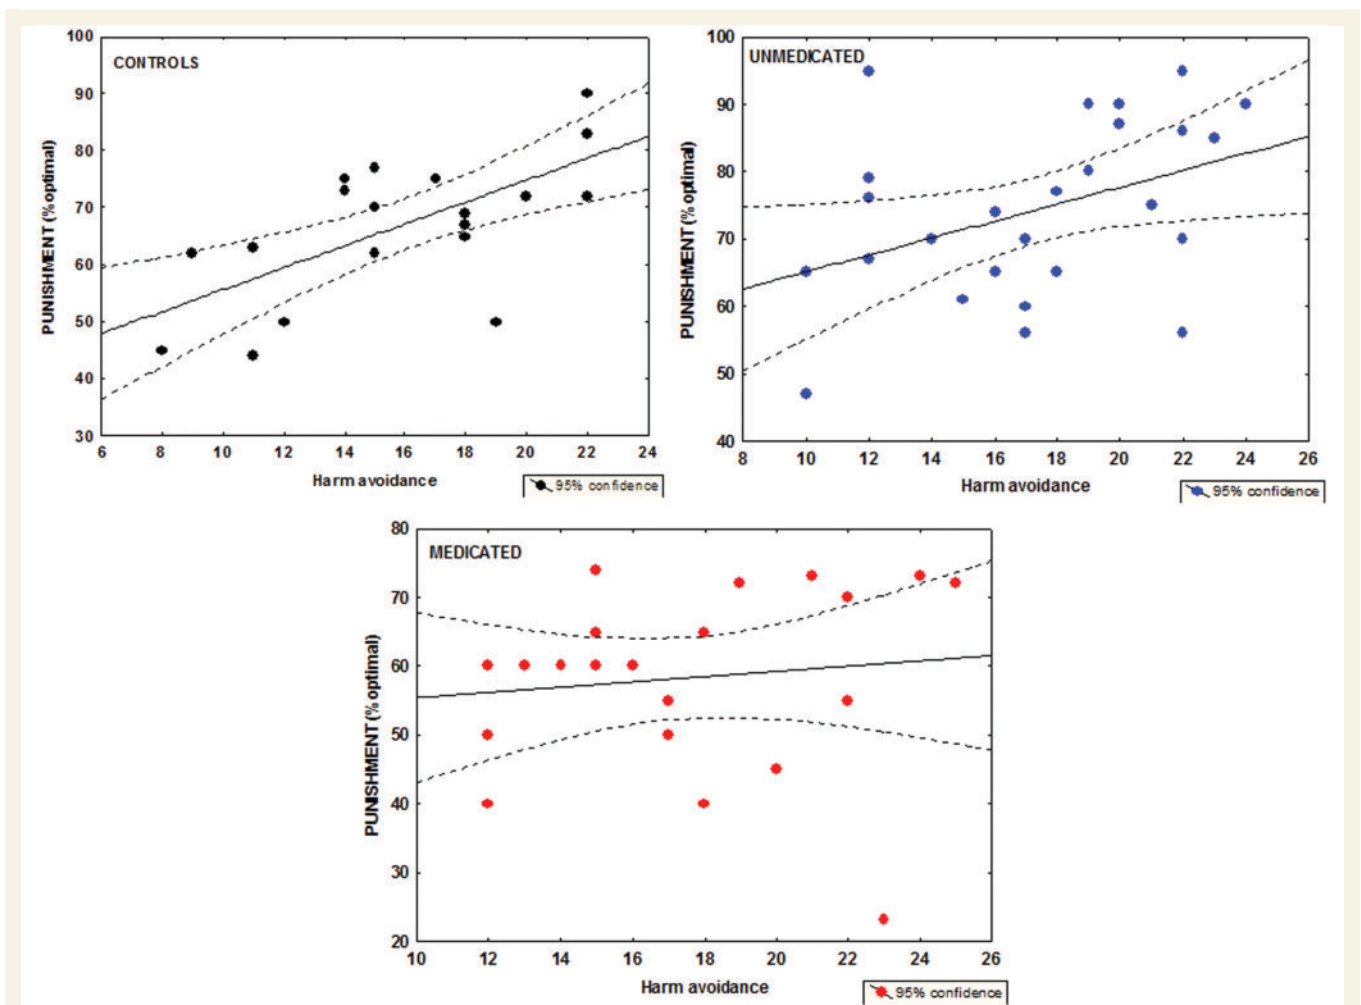 CONTROLS
PUNISHMENT (% optimal)
100
90
80
70
60
50
40
30
6 8 10 12 14 16 18 20 22 24
Harm avoidance
95% confidence
UNMEDICATED
PUNISHMENT (% optimal)
100
90
80
70
60
50
40
8 10 12 14 16 18 20 22 24 26
Harm avoidance
95% confidence
MEDICATED
PUNISHMENT (% optimal)
80
70
60
50
40
30
20
10 12 14 16 18 20 22 24 26
Harm avoidance
95% confidence